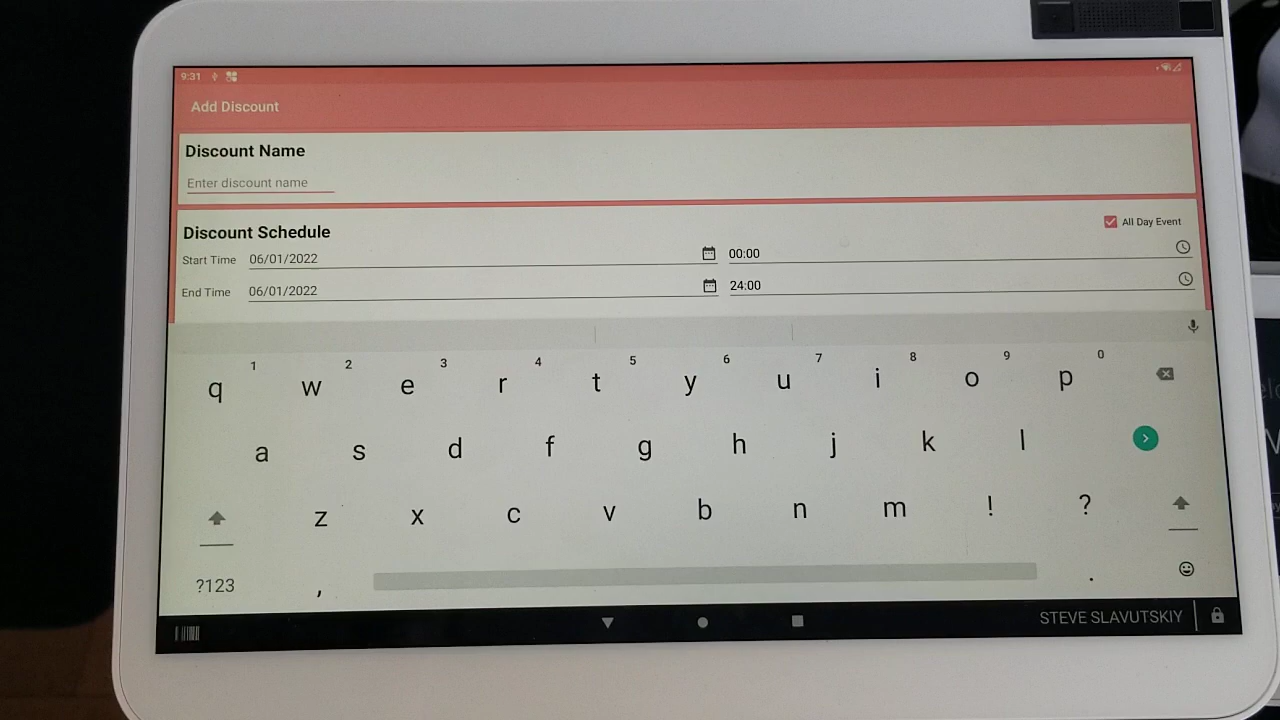 9:31
Add Discount
Discount Name
Enter discount name
Discount Schedule
All Day Event
Start Time 06/01/2022 00:00
End Time 06/01/2022 24:00
1 2 3 4 5 6 7 8 9 0
q w e r t y u i o p
a s d f g h j k l
z x c v b n m ! ?
?123 , .
STEVE SLAVUTSKIY